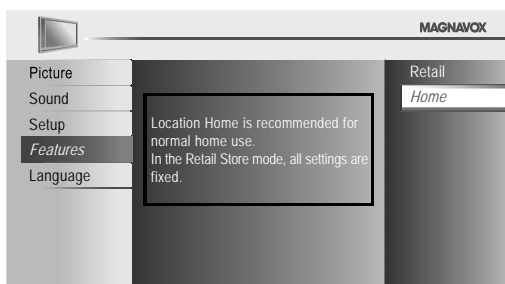 MAGNAVOX
Picture
Sound
Setup
Features
Language
Location Home is recommended for
normal home use.
In the Retail Store mode, all settings are
fixed.
Retail
Home